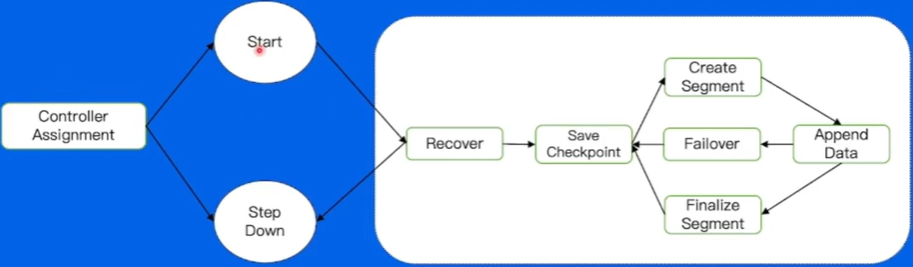 Start
Controller
Assignment
Step
Down
Recover
Save
Checkpoint
Create
Segment
Failover
Finalize
Segment
Append
Data